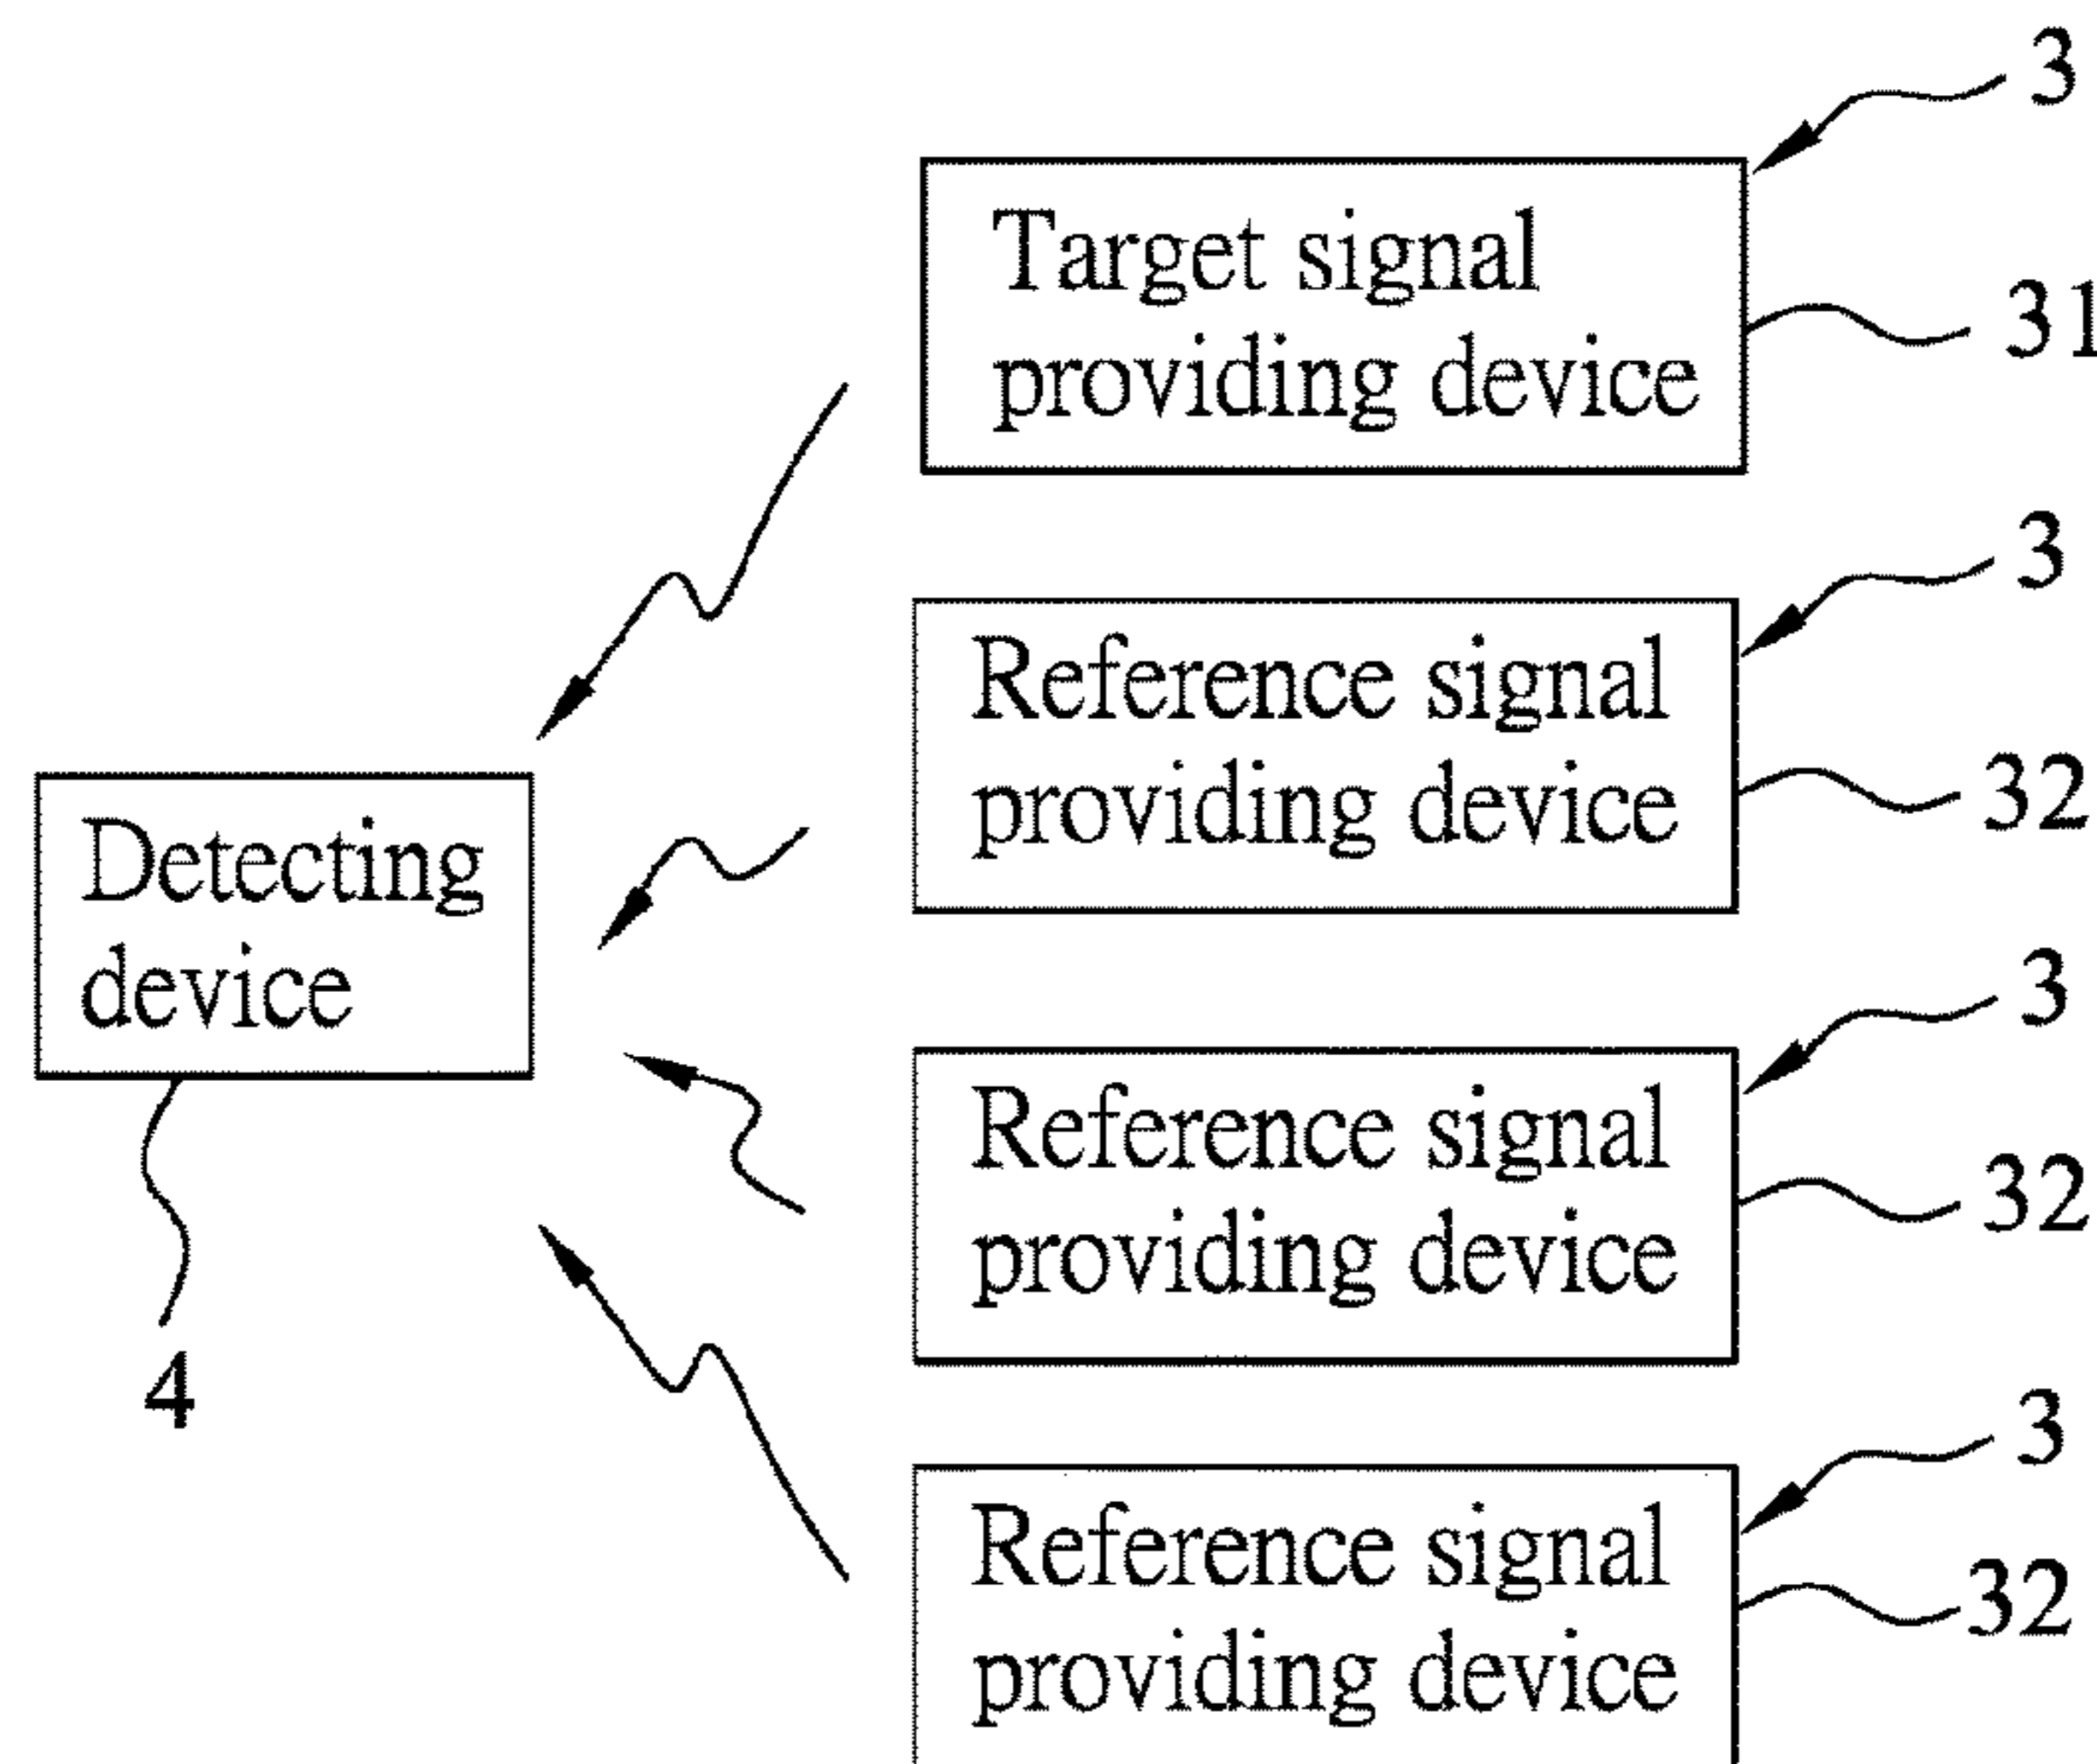 3
Target signal
providing device
31
3
Reference signal
providing device
32
Detecting
device
4
3
Reference signal
providing device
32
3
Reference signal
providing device
32